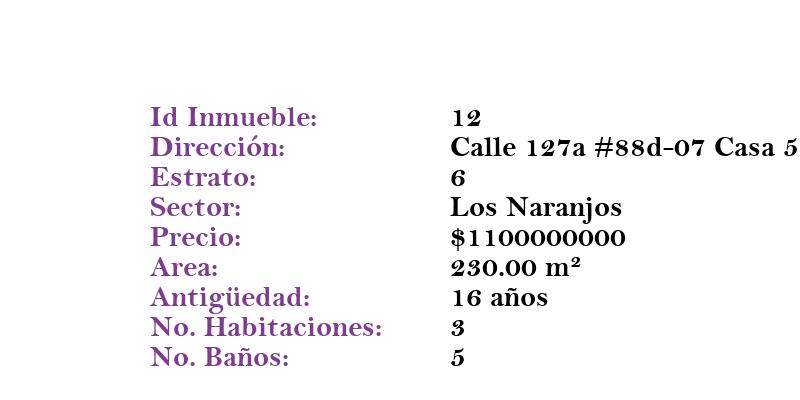 Id Inmueble: 12
Dirección: Calle 127a #88d-07 Casa 5
Estrato: 6
Sector: Los Naranjos
Precio: $1100000000
Area: 230.00 m²
Antigüedad: 16 años
No. Habitaciones: 3
No. Baños: 5